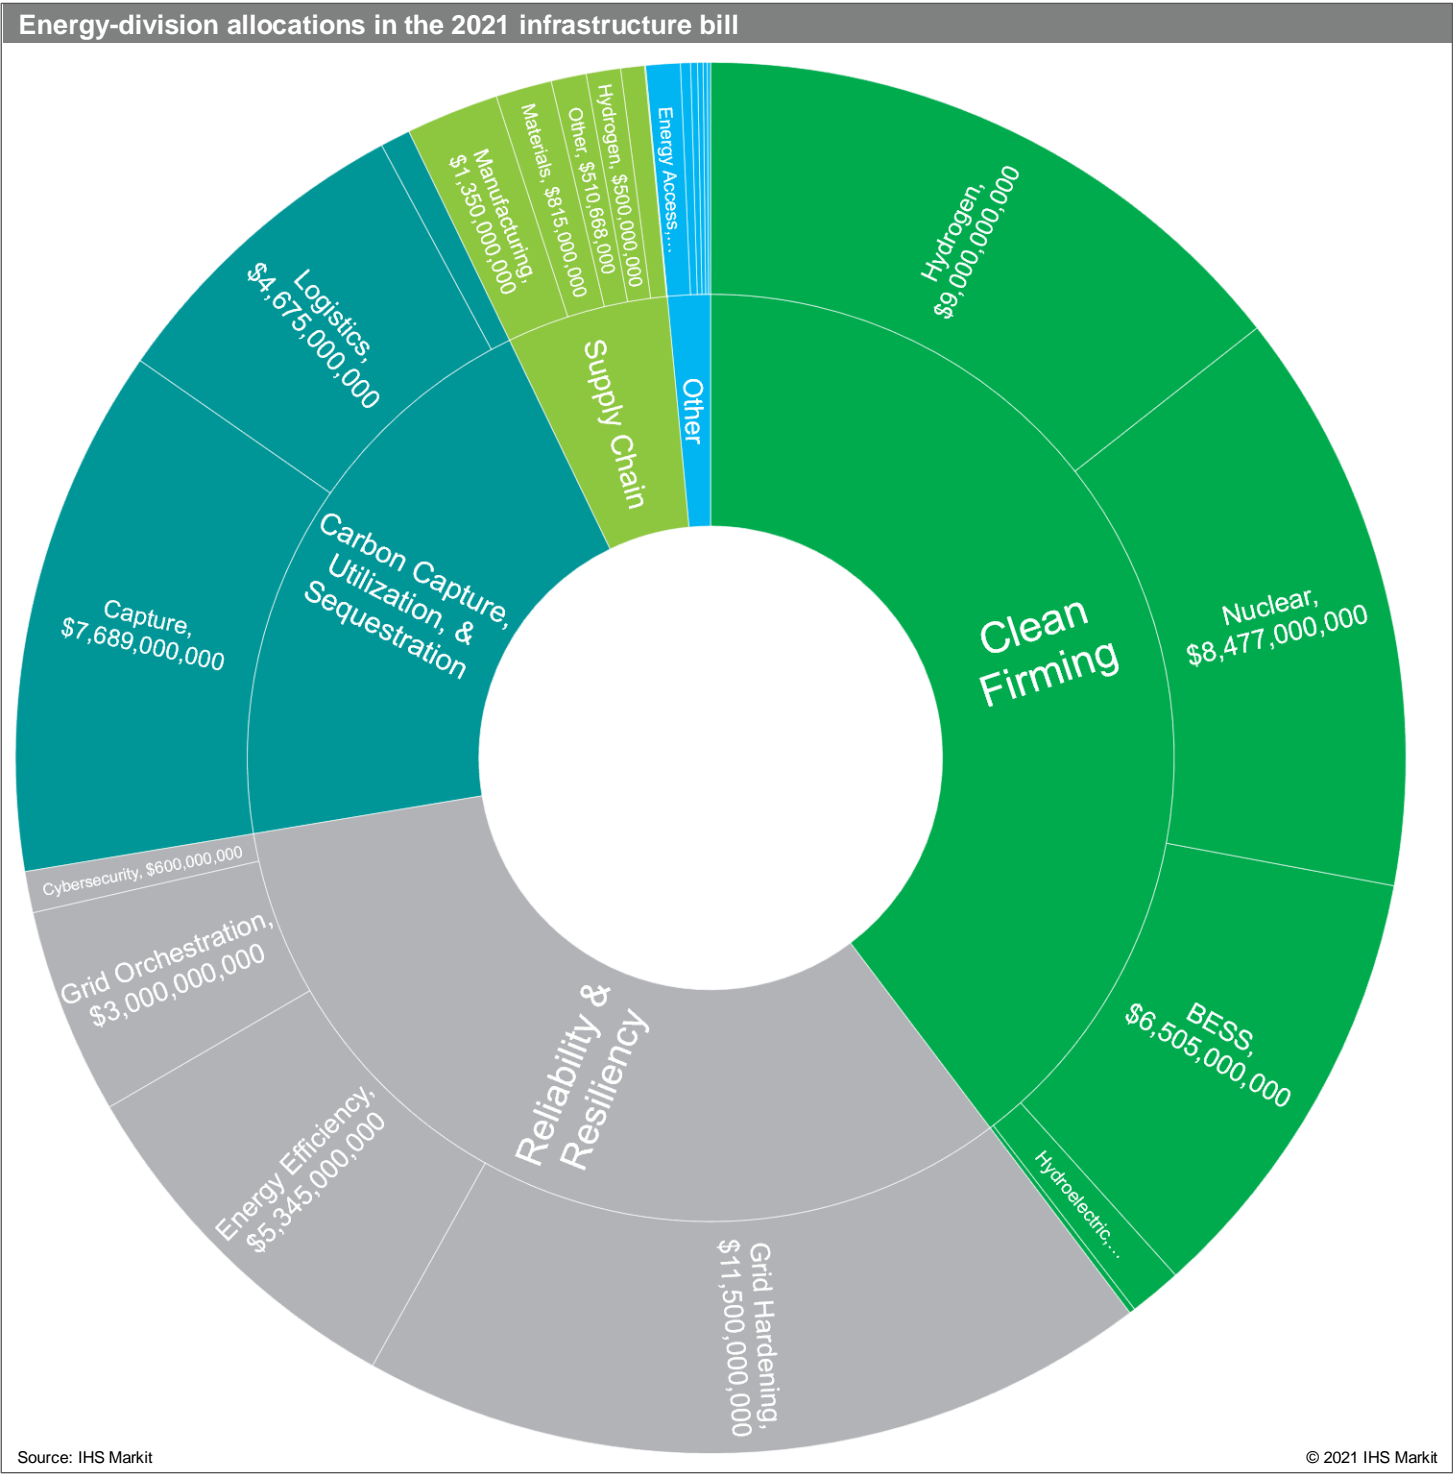 Energy-division allocations in the 2021 infrastructure bill
Hydrogen,
$9,000,000,000
Nuclear,
$8,477,000,000
BESS,
$6,505,000,000
Hydroelectric,...
Clean
Firming
Grid Hardening,
$11,500,000,000
Energy Efficiency,
$5,345,000,000
Grid Orchestration,
$3,000,000,000
Cybersecurity, $600,000,000
Reliability &
Resiliency
Capture,
$7,689,000,000
Logistics,
$4,675,000,000
Carbon Capture,
Utilization, &
Sequestration
Manufacturing,
$1,350,000,000
Materials, $815,000,000
Other, $510,668,000
Hydrogen, $500,000,000
Supply Chain
Energy Access,...
Other
Source: IHS Markit
© 2021 IHS Markit